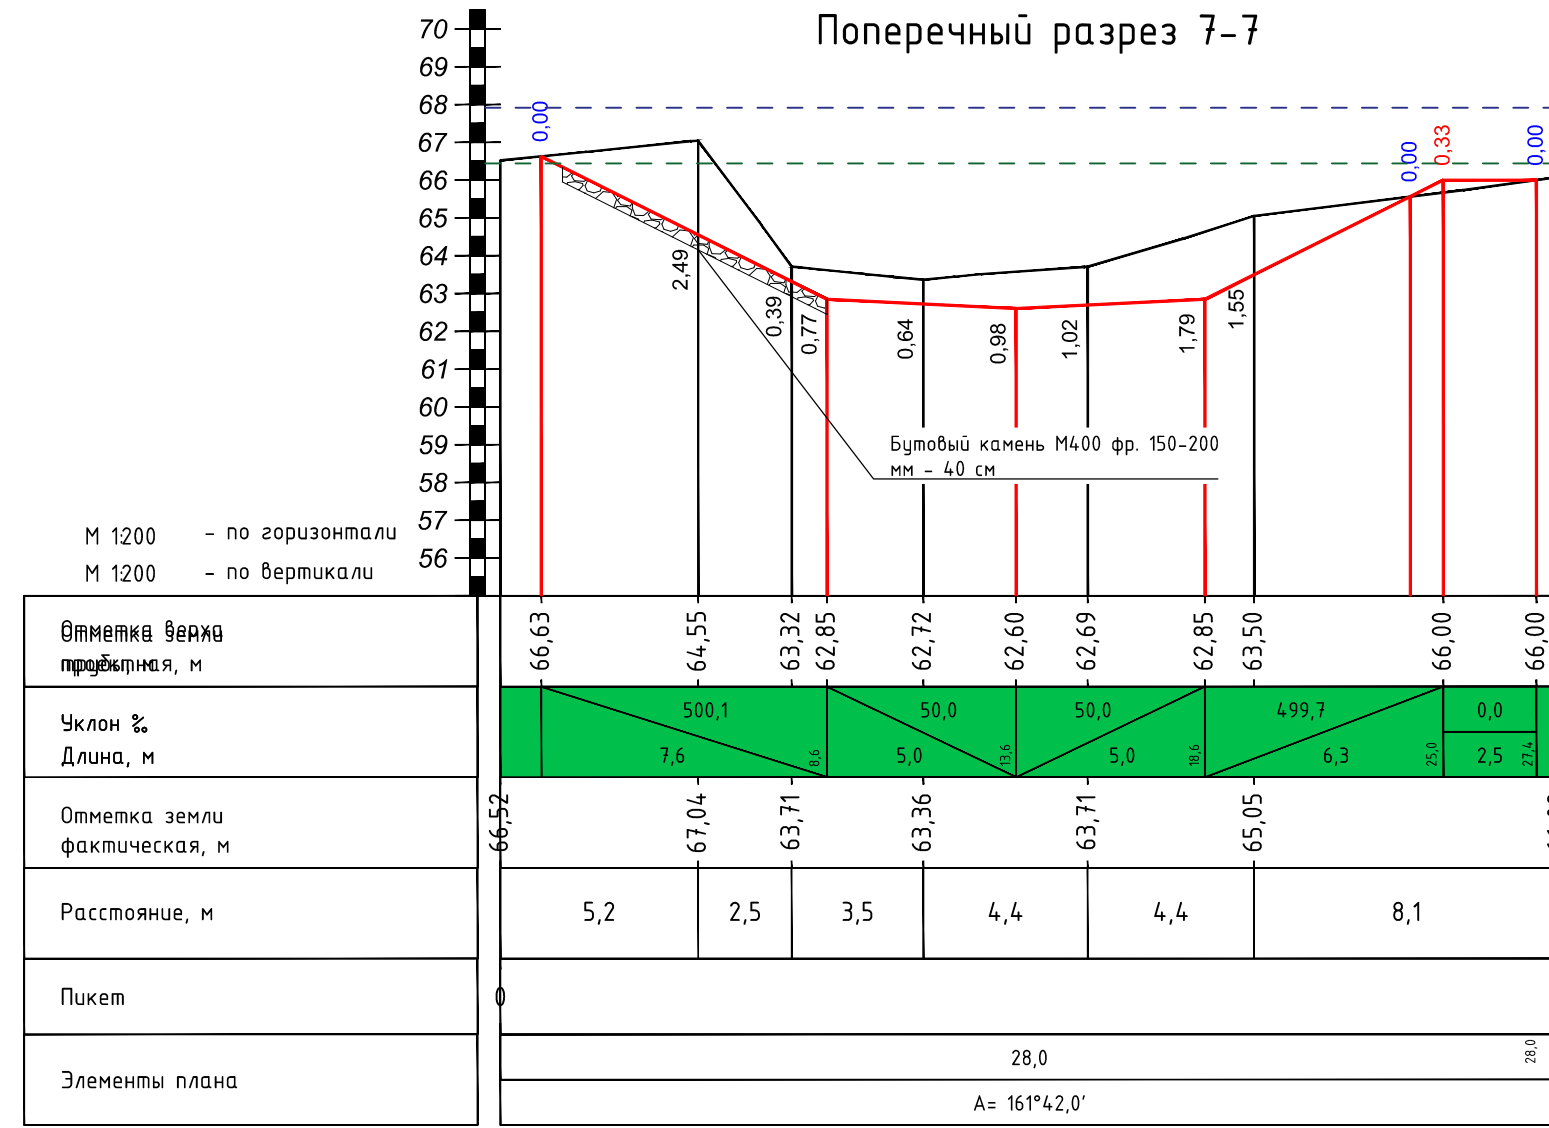 Поперечный разрез 7-7
70
69
68
67
66
65
64
63
62
61
60
59
58
57
56
0,00
0,00
0,33
0,00
2,49
0,39
0,77
0,64
0,98
1,02
1,79
1,55
Бутовый камень М400 фр. 150-200
мм - 40 см
М 1:200 - по горизонтали
М 1:200 - по вертикали
Отметка верха
трубы, м
Отметка земли
проектная, м
66,63 64,55 63,32 62,85 62,72 62,60 62,69 62,85 63,50 66,00 66,00
Уклон ‰
500,1 50,0 50,0 499,7 0,0
Длина, м
7,6 8,6 5,0 13,6 5,0 18,6 6,3 25,0 2,5 27,4
Отметка земли
фактическая, м
66,52 67,04 63,71 63,36 63,71 65,05
Расстояние, м
5,2 2,5 3,5 4,4 4,4 8,1
Пикет
0
Элементы плана
28,0 28,0
А= 161°42,0′